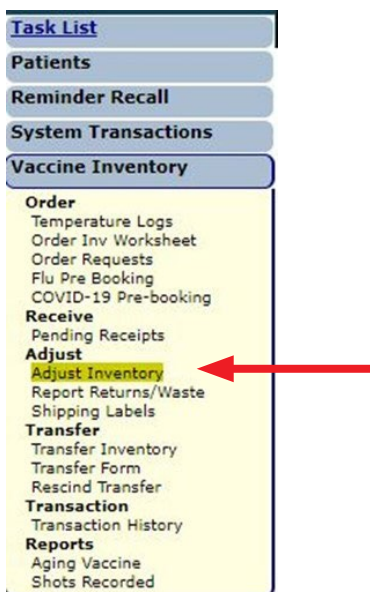 Task List
Patients
Reminder Recall
System Transactions
Vaccine Inventory
Order
Temperature Logs
Order Inv Worksheet
Order Requests
Flu Pre Booking
COVID-19 Pre-booking
Receive
Pending Receipts
Adjust
Adjust Inventory
Report Returns/Waste
Shipping Labels
Transfer
Transfer Inventory
Transfer Form
Rescind Transfer
Transaction
Transaction History
Reports
Aging Vaccine
Shots Recorded